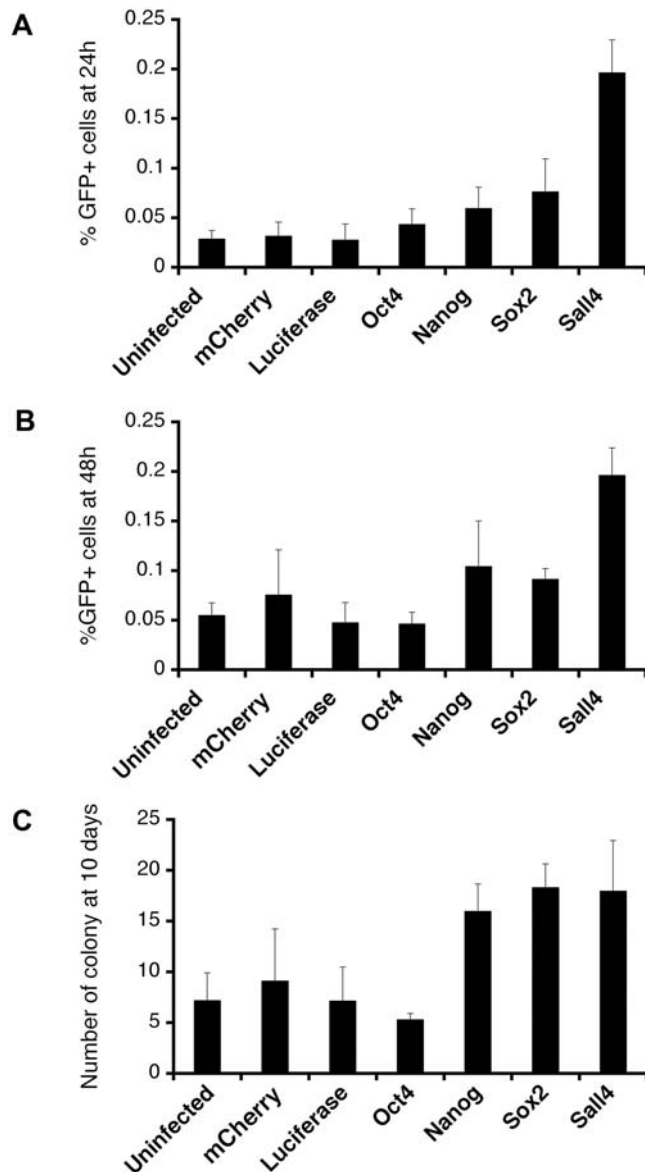 A
% GFP+ cells at 24h
0.25
0.2
0.15
0.1
0.05
0
Uninfected
mCherry
Luciferase
Oct4
Nanog
Sox2
Sall4
B
%GFP+ cells at 48h
0.25
0.2
0.15
0.1
0.05
0
Uninfected
mCherry
Luciferase
Oct4
Nanog
Sox2
Sall4
C
Number of colony at 10 days
25
20
15
10
5
0
Uninfected
mCherry
Luciferase
Oct4
Nanog
Sox2
Sall4